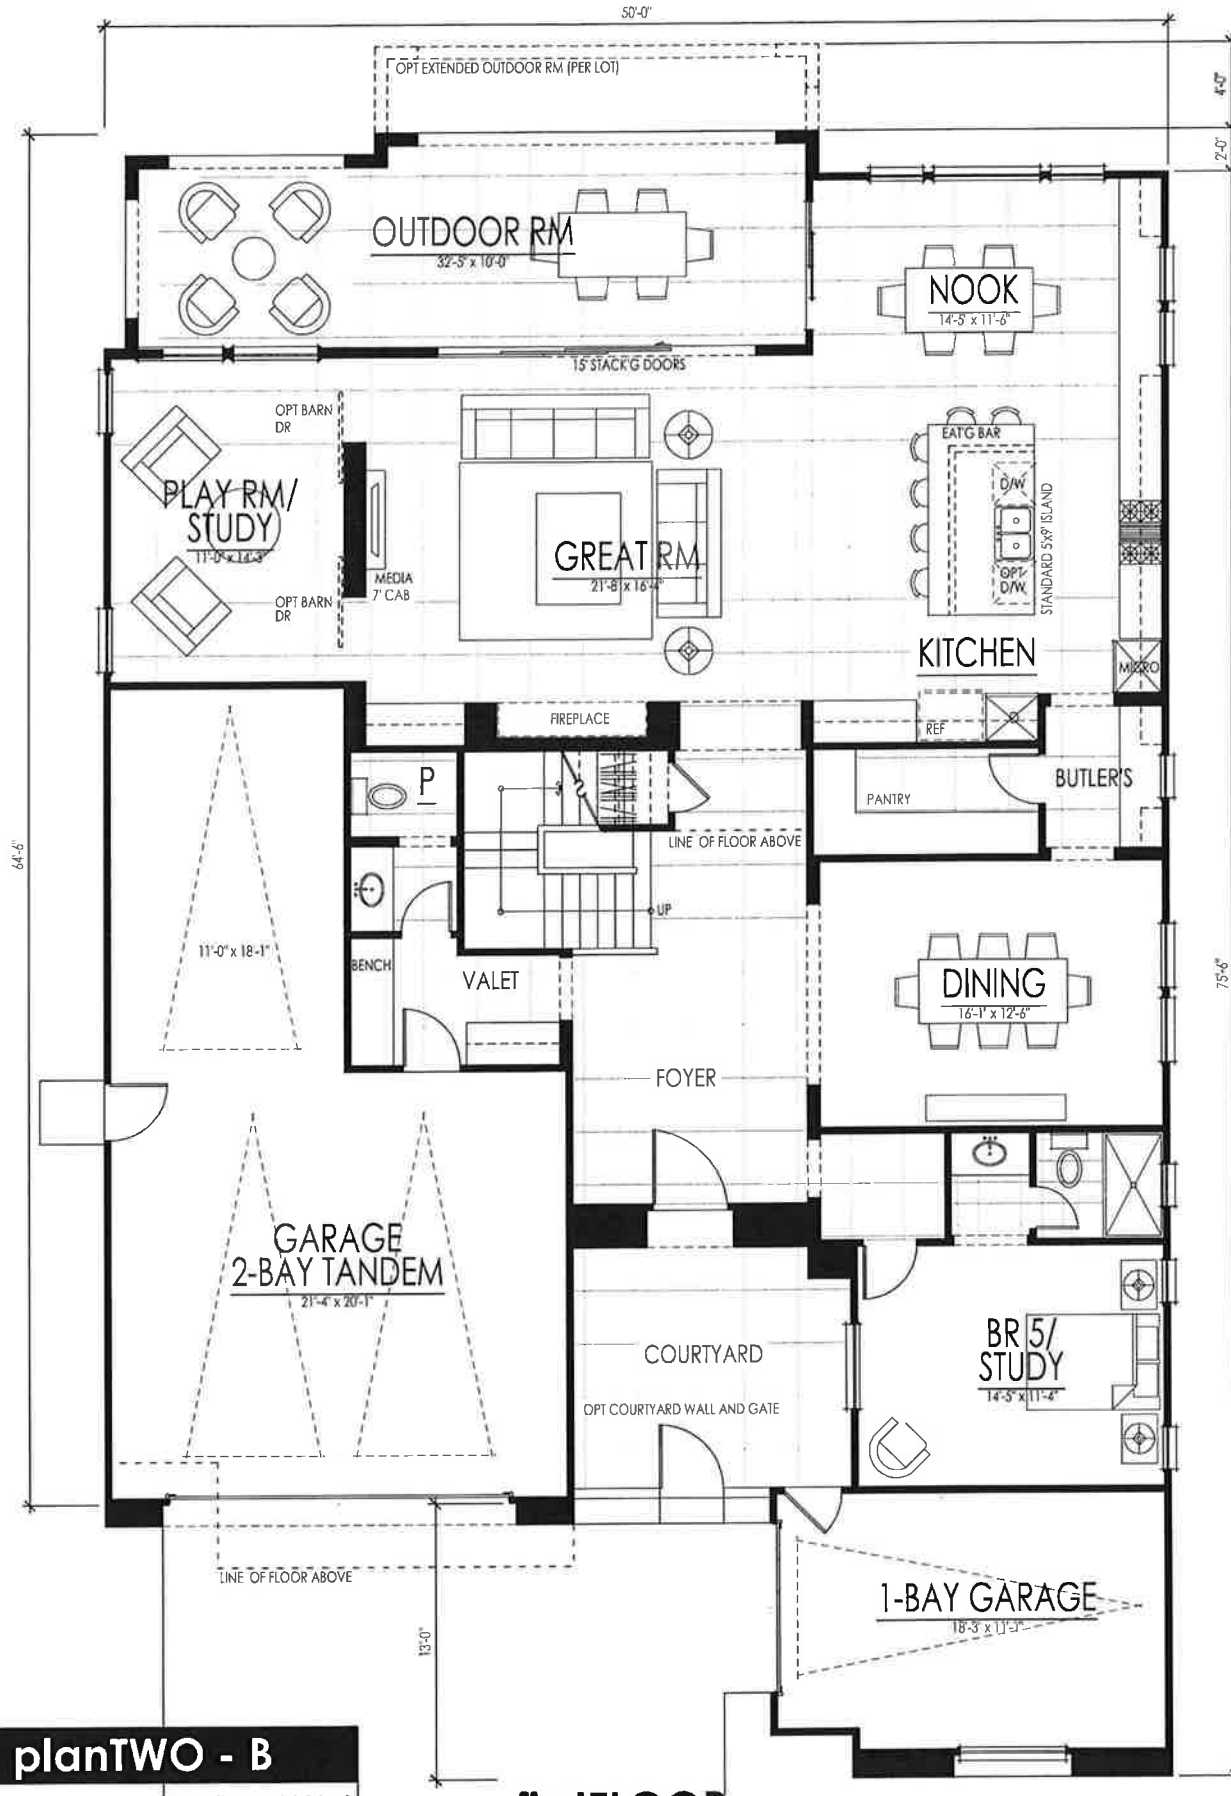 50'-0"
OPT EXTENDED OUTDOOR RM (PER LOT)
4'-0"
2'-0"
OUTDOOR RM
32'-5" x 10'-0"
NOOK
14'-5" x 11'-6"
15' STACK'G DOORS
OPT BARN
DR
EAT'G BAR
D/W
PLAY RM/
STUDY
11'-0" x 14'-3"
STANDARD 5'x9' ISLAND
GREAT RM
21'-8" x 16'-4"
MEDIA
7' CAB
OPT
D/W
OPT BARN
DR
KITCHEN
MICRO
FIREPLACE
REF
P
BUTLER'S
PANTRY
LINE OF FLOOR ABOVE
64'-6"
UP
11'-0" x 18'-1"
BENCH
VALET
DINING
16'-1" x 12'-6"
75'-6"
FOYER
GARAGE
2-BAY TANDEM
21'-4" x 20'-1"
BR 5/
STUDY
14'-5" x 11'-4"
COURTYARD
OPT COURTYARD WALL AND GATE
LINE OF FLOOR ABOVE
1-BAY GARAGE
18'-3" x 11'-1"
13'-0"
planTWO - B